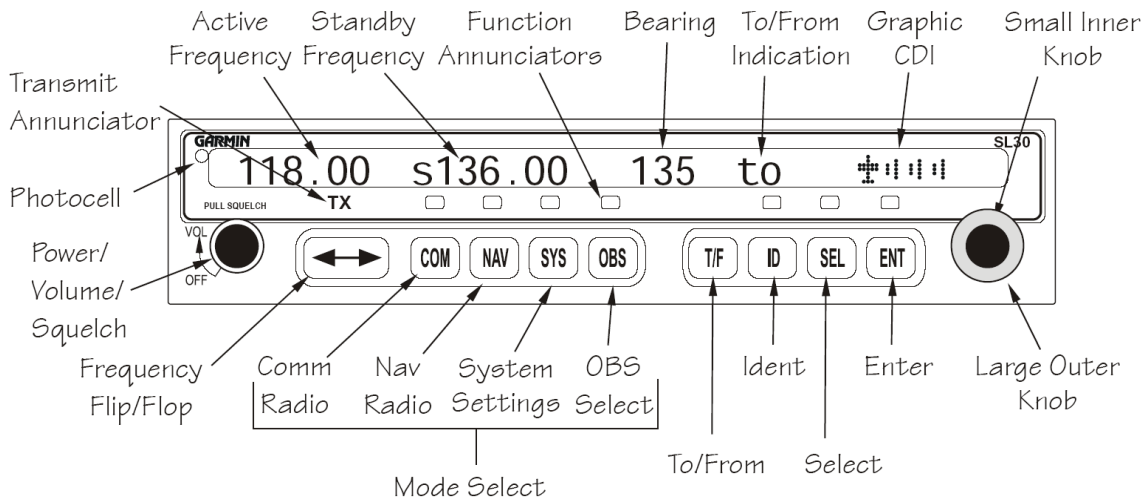 Active
Frequency
Standby
Frequency
Function
Annunciators
Bearing
To/From
Indication
Graphic
CDI
Small Inner
Knob
Transmit
Annunciator
Photocell
Power/
Volume/
Squelch
GARMIN
SL30
118.00 s136.00 135 to
PULL SQUELCH
TX
VOL
OFF
COM NAV SYS OBS T/F ID SEL ENT
Frequency
Flip/Flop
Comm
Radio
Nav
Radio
System
Settings
OBS
Select
Mode Select
To/From
Ident
Select
Enter
Large Outer
Knob